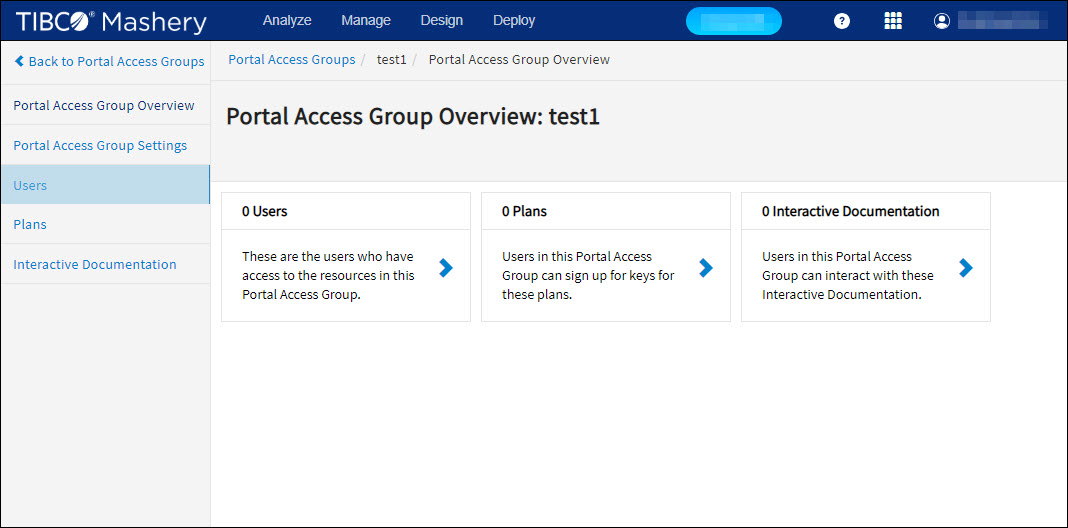 TIBCO® Mashery Analyze Manage Design Deploy ?
Back to Portal Access Groups
Portal Access Groups / test1 / Portal Access Group Overview
Portal Access Group Overview
Portal Access Group Settings
Users
Plans
Interactive Documentation
Portal Access Group Overview: test1
0 Users
These are the users who have
access to the resources in this
Portal Access Group.
0 Plans
Users in this Portal Access
Group can sign up for keys for
these plans.
0 Interactive Documentation
Users in this Portal Access
Group can interact with these
Interactive Documentation.